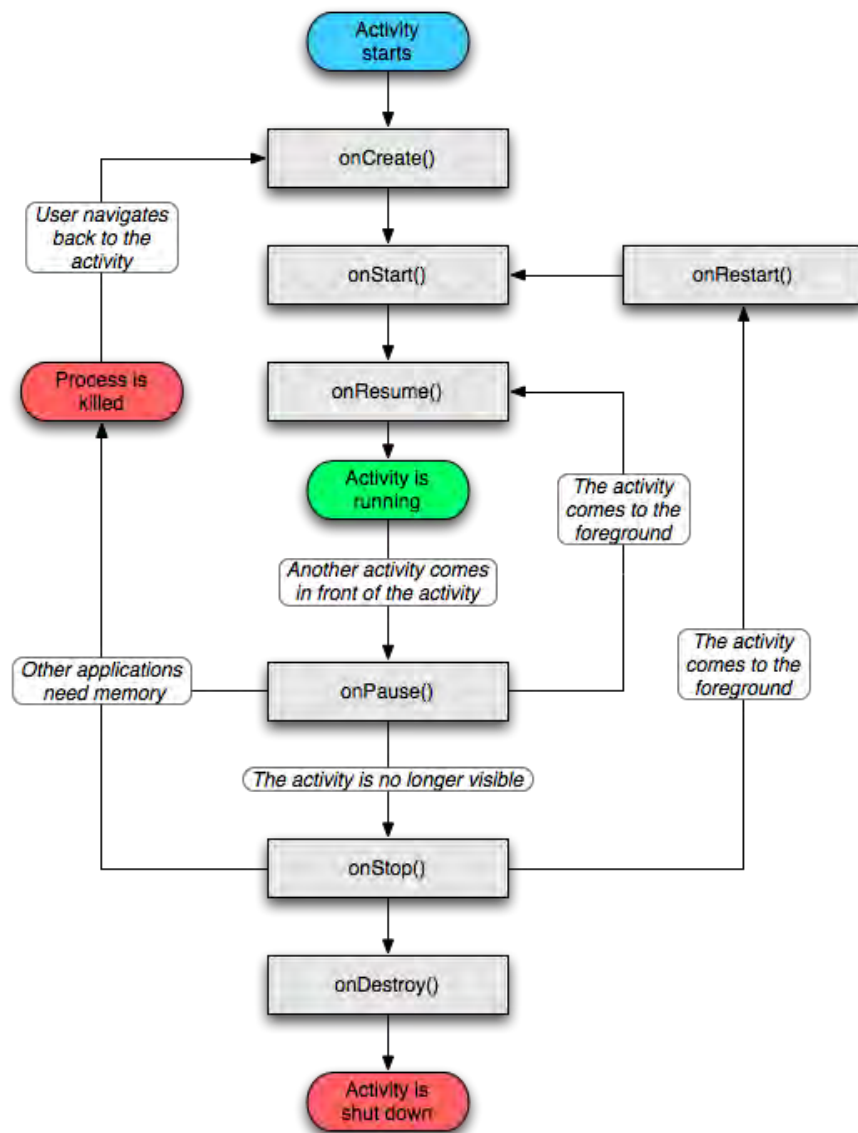 Activity
starts
onCreate()
User navigates
back to the
activity
onStart()
onRestart()
Process is
killed
onResume()
Activity is
running
The activity
comes to the
foreground
Another activity comes
in front of the activity
The activity
comes to the
foreground
Other applications
need memory
onPause()
The activity is no longer visible
onStop()
onDestroy()
Activity is
shut down